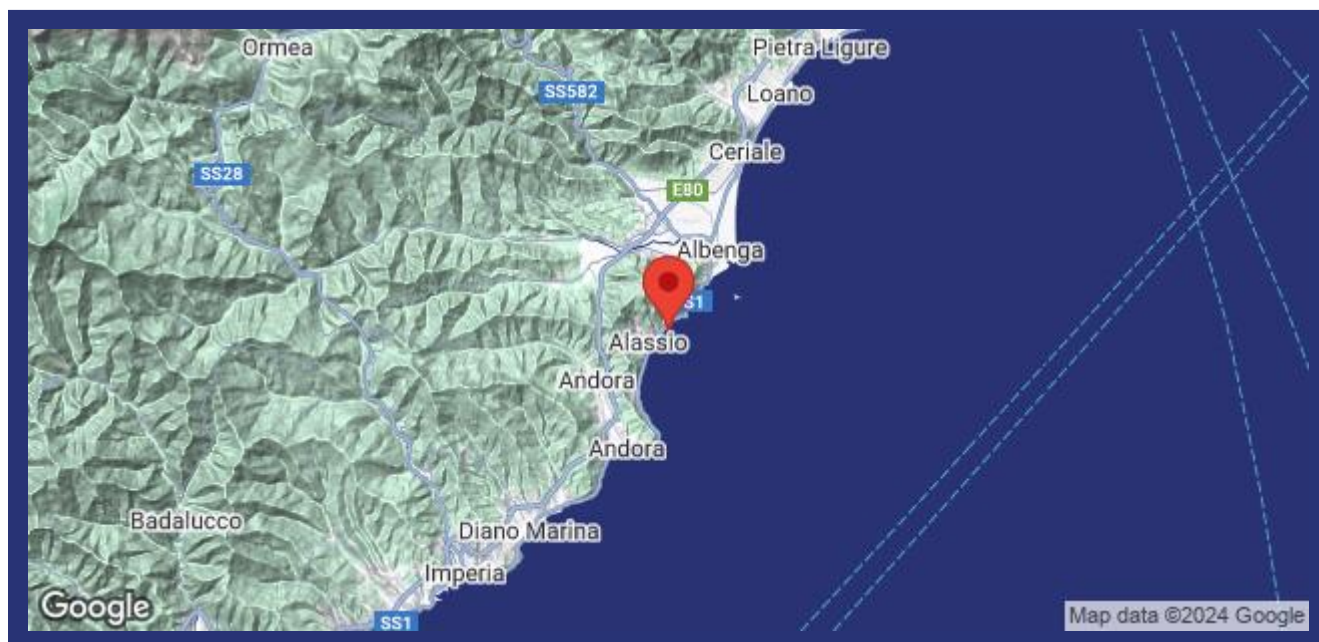 Ormea
Pietra Ligure
SS582
Loano
Ceriale
SS28
E80
Albenga
S1
Alassio
Andora
Andora
Badalucco
Diano Marina
Imperia
Google
SS1
Map data ©2024 Google